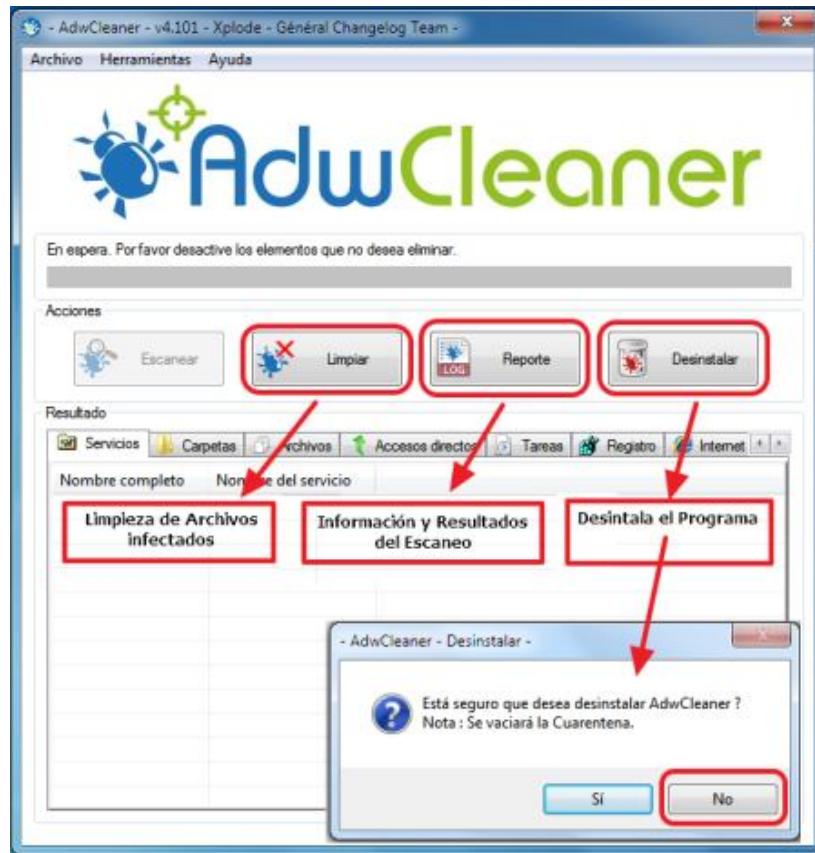 - AdwCleaner - v4.101 - Xplode - Général Changelog Team -
Archivo Herramientas Ayuda
AdwCleaner
En espera. Por favor desactive los elementos que no desea eliminar.
Acciones
Escanear Limpiar LOG Reporte Desinstalar
Resultado
Servicios Carpetas Archivos Accesos directos Tareas Registro Internet
Nombre completo Nombre del servicio
Limpieza de Archivos
infectados
Información y Resultados
del Escaneo
Desintala el Programa
- AdwCleaner - Desinstalar -
Está seguro que desea desinstalar AdwCleaner ?
Nota : Se vaciará la Cuarentena.
Sí No